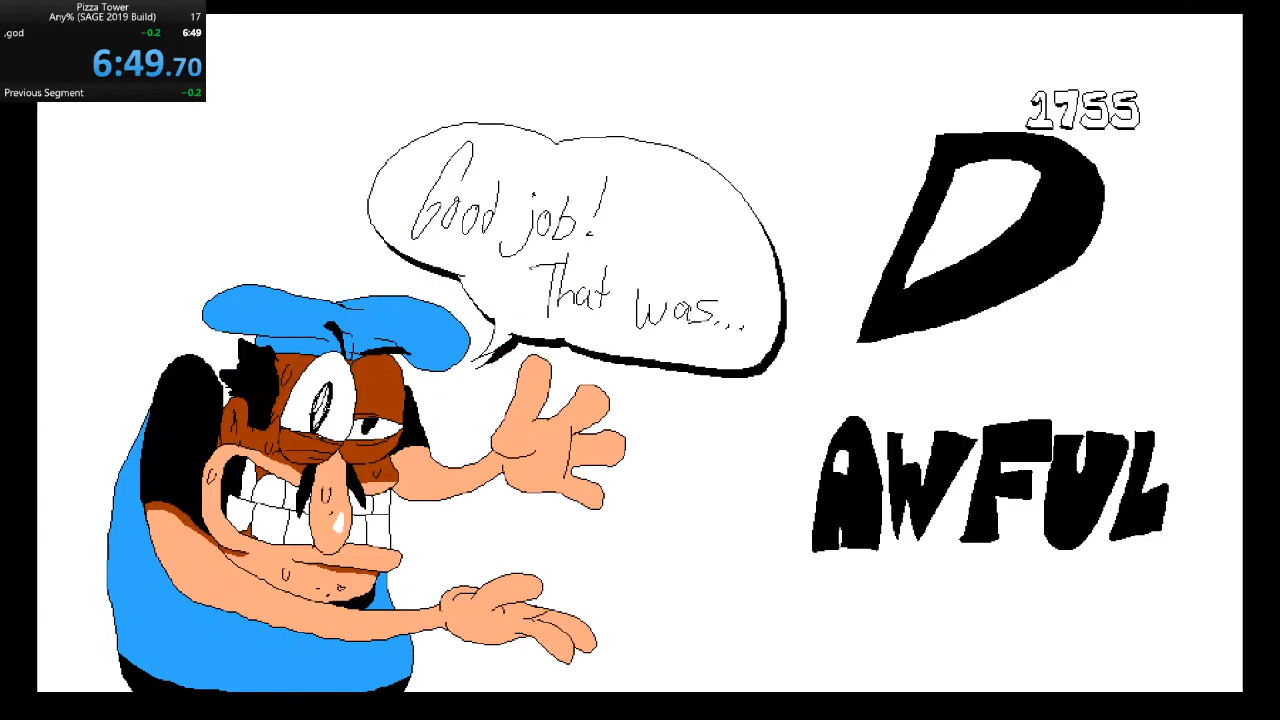 Pizza Tower
Any% (SAGE 2019 Build) 17
,god -0.2 6:49
6:49.70
Previous Segment -0.2
1755
D
Good job!
That was...
AWFUL